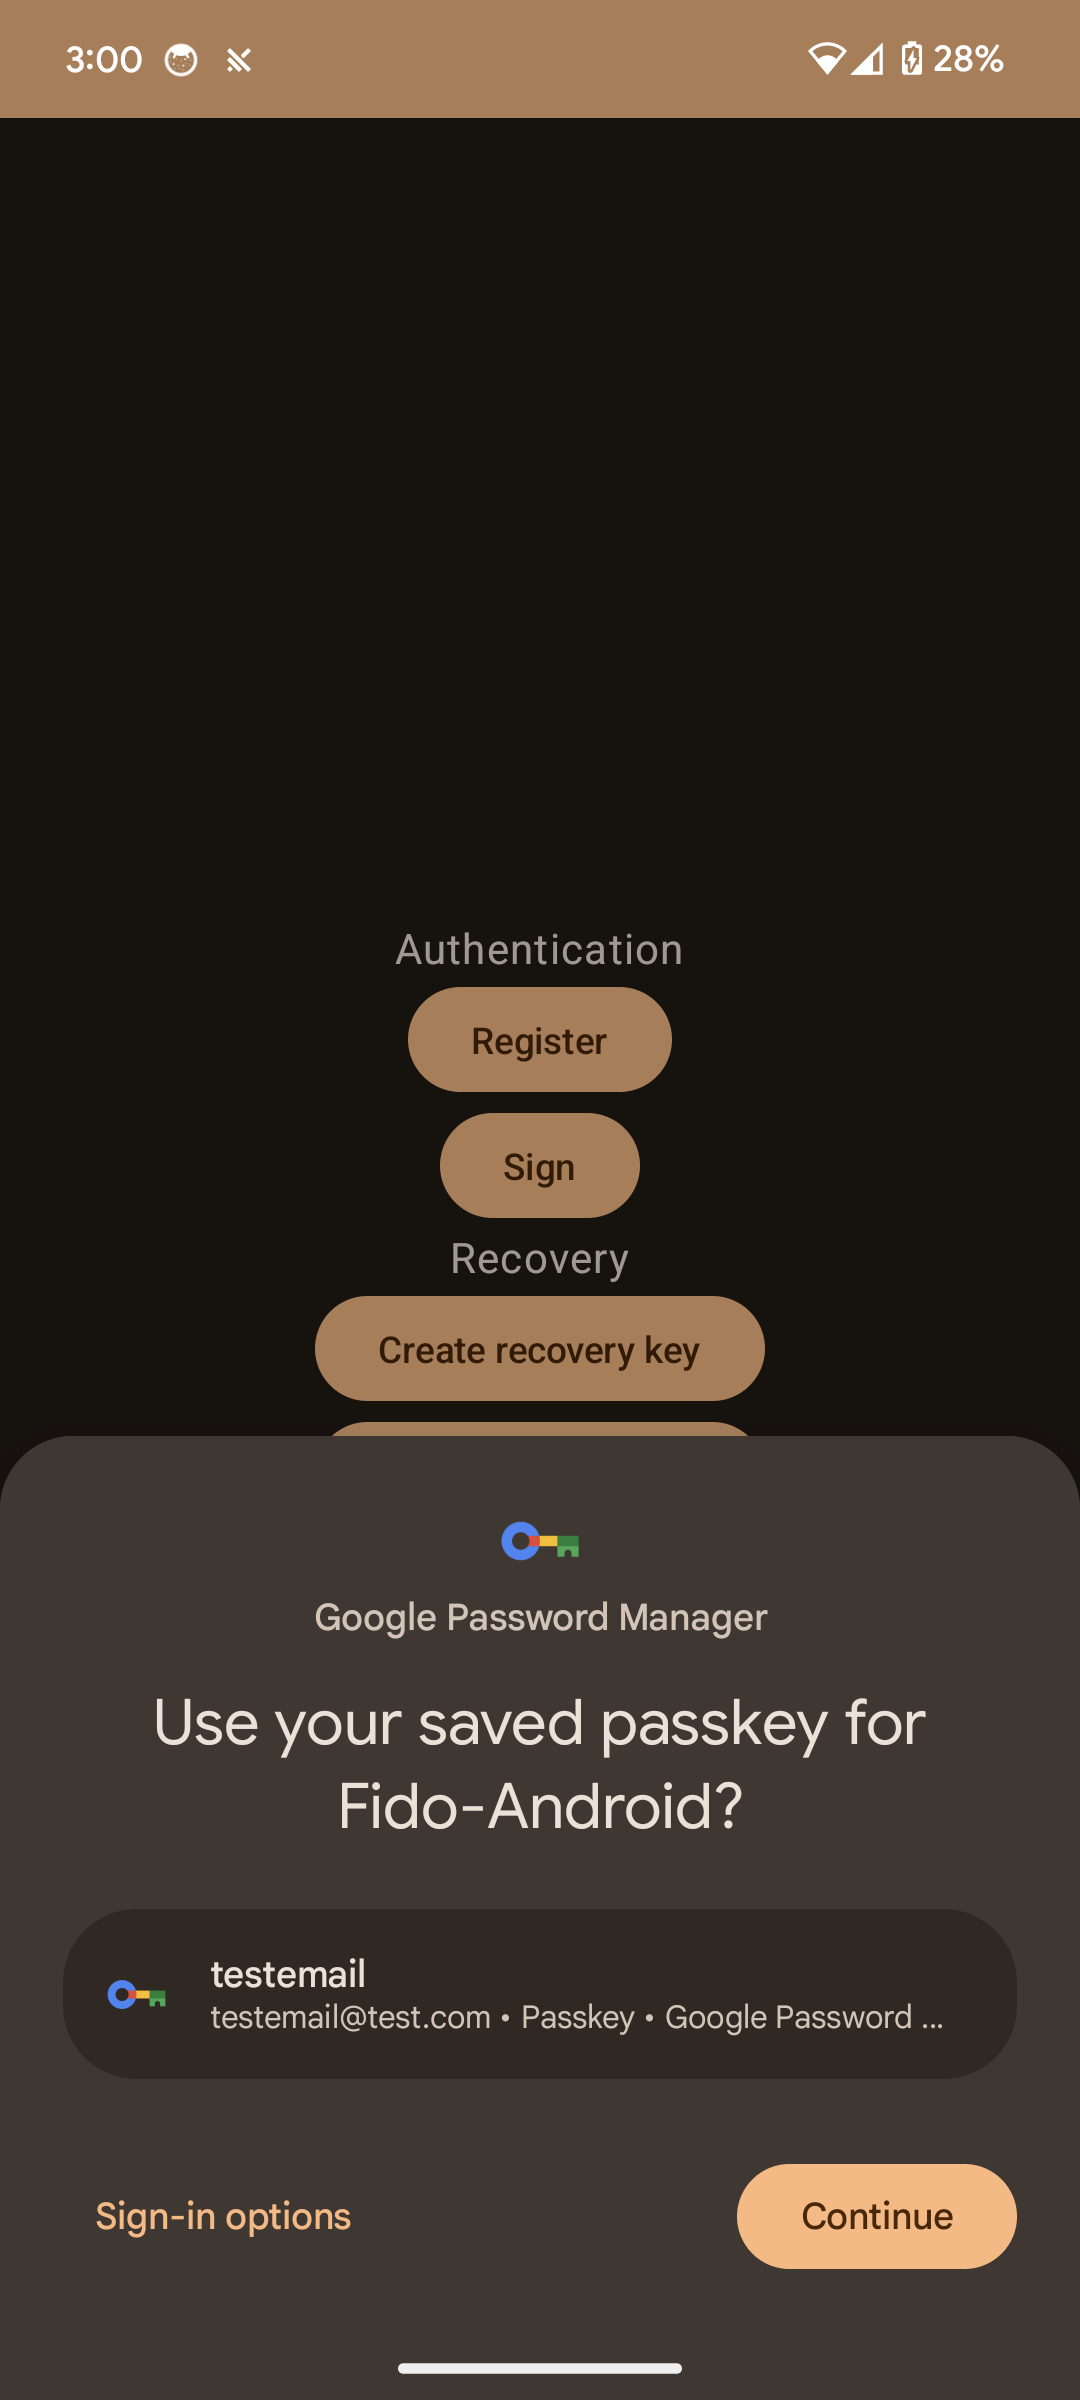 3:00
28%
Authentication
Register
Sign
Recovery
Create recovery key
Google Password Manager
Use your saved passkey for
Fido-Android?
testemail
testemail@test.com • Passkey • Google Password ...
Sign-in options
Continue